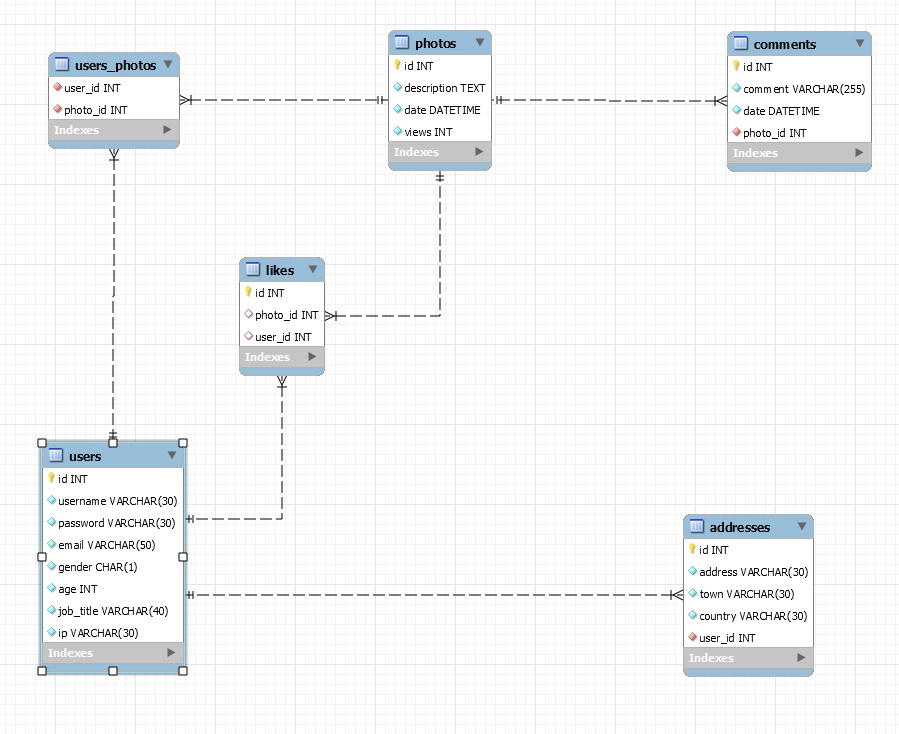 users_photos
user_id INT
photo_id INT
Indexes
photos
id INT
description TEXT
date DATETIME
views INT
Indexes
comments
id INT
comment VARCHAR(255)
date DATETIME
photo_id INT
Indexes
likes
id INT
photo_id INT
user_id INT
Indexes
users
id INT
username VARCHAR(30)
password VARCHAR(30)
email VARCHAR(50)
gender CHAR(1)
age INT
job_title VARCHAR(40)
ip VARCHAR(30)
Indexes
addresses
id INT
address VARCHAR(30)
town VARCHAR(30)
country VARCHAR(30)
user_id INT
Indexes